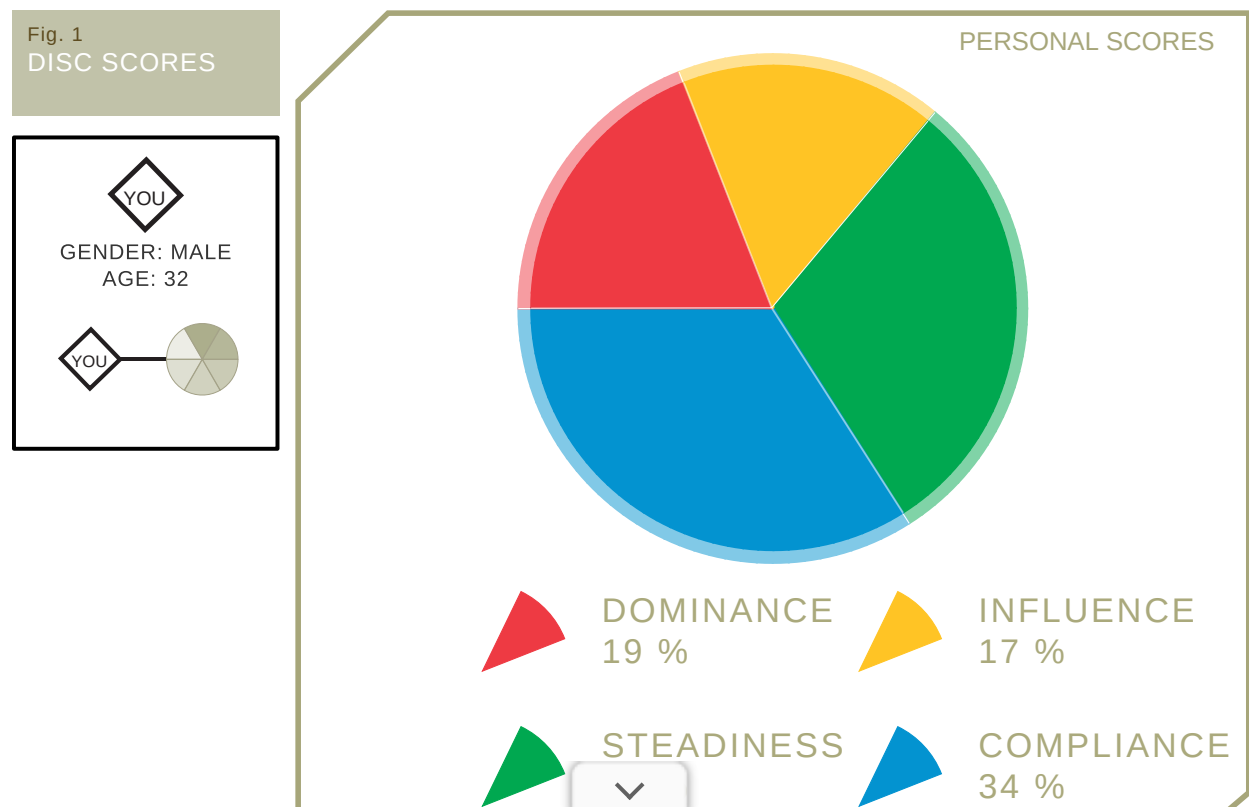 Fig. 1
DISC SCORES
YOU
GENDER: MALE
AGE: 32
YOU
PERSONAL SCORES
DOMINANCE
19 %
INFLUENCE
17 %
STEADINESS
COMPLIANCE
34 %